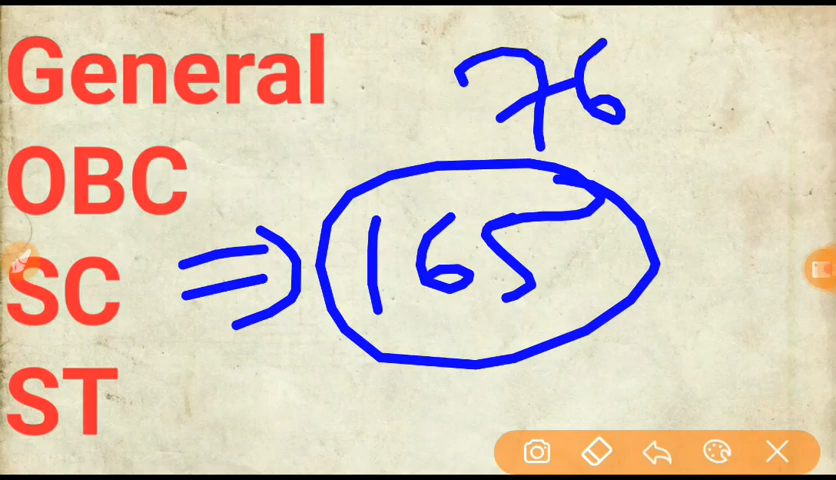 General
76
OBC
SC
⇒ 165
ST